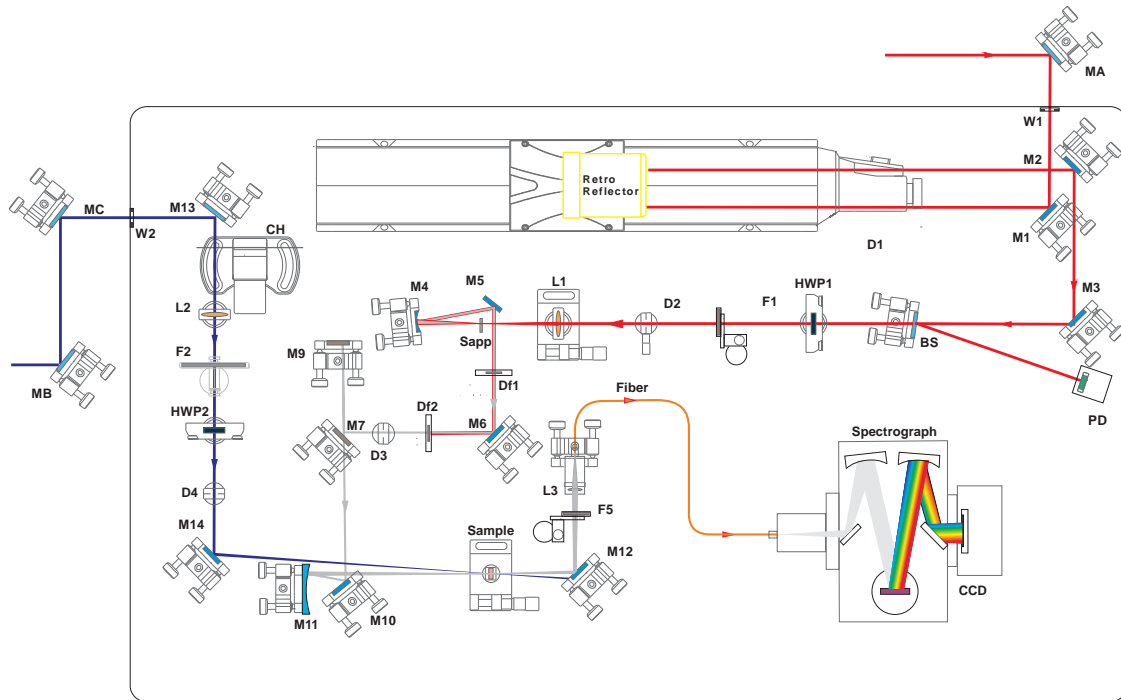 MA
W1
M2
Retro
Reflector
MC
M13
W2
CH
M1
D1
M5
L1
M4
HWP1
M3
D2
F1
L2
Sapp
BS
F2
M9
Df1
MB
Fiber
Df2
HWP2
M7
M6
PD
D3
Spectrograph
D4
L3
F5
M14
Sample
M12
M11
M10
CCD